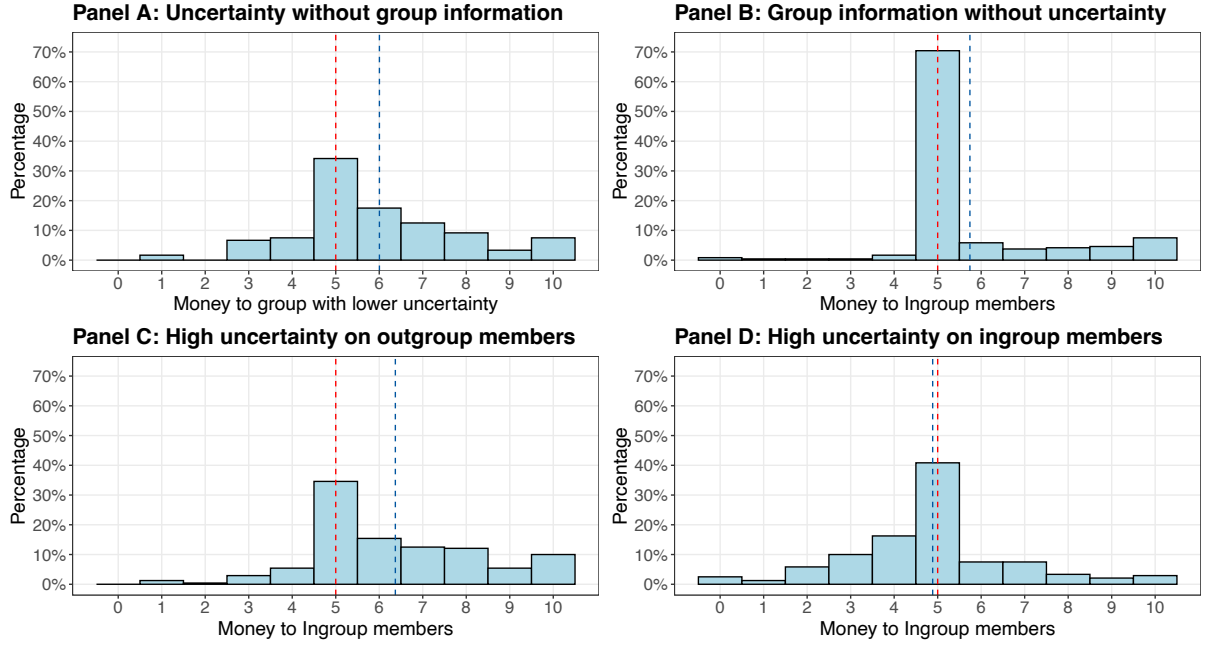 Panel A: Uncertainty without group information
Percentage
70%
60%
50%
40%
30%
20%
10%
0%
0 1 2 3 4 5 6 7 8 9 10
Money to group with lower uncertainty
Panel B: Group information without uncertainty
Percentage
70%
60%
50%
40%
30%
20%
10%
0%
0 1 2 3 4 5 6 7 8 9 10
Money to Ingroup members
Panel C: High uncertainty on outgroup members
Percentage
70%
60%
50%
40%
30%
20%
10%
0%
0 1 2 3 4 5 6 7 8 9 10
Money to Ingroup members
Panel D: High uncertainty on ingroup members
Percentage
70%
60%
50%
40%
30%
20%
10%
0%
0 1 2 3 4 5 6 7 8 9 10
Money to Ingroup members